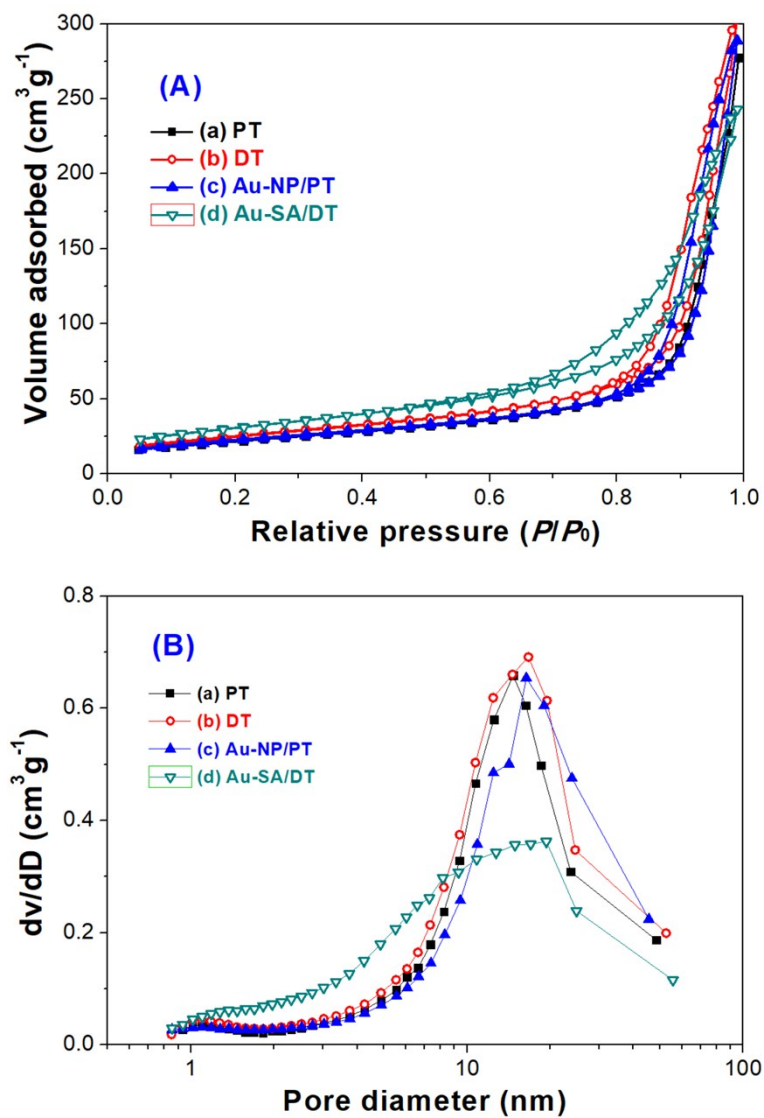 300
250
200
150
100
50
0
Volume adsorbed (cm³g⁻¹)
(A)
(a) PT
(b) DT
(c) Au-NP/PT
(d) Au-SA/DT
0.0 0.2 0.4 0.6 0.8 1.0
Relative pressure (P/P₀)
0.8
0.6
0.4
0.2
0.0
dv/dD (cm³g⁻¹)
(B)
(a) PT
(b) DT
(c) Au-NP/PT
(d) Au-SA/DT
1 10 100
Pore diameter (nm)